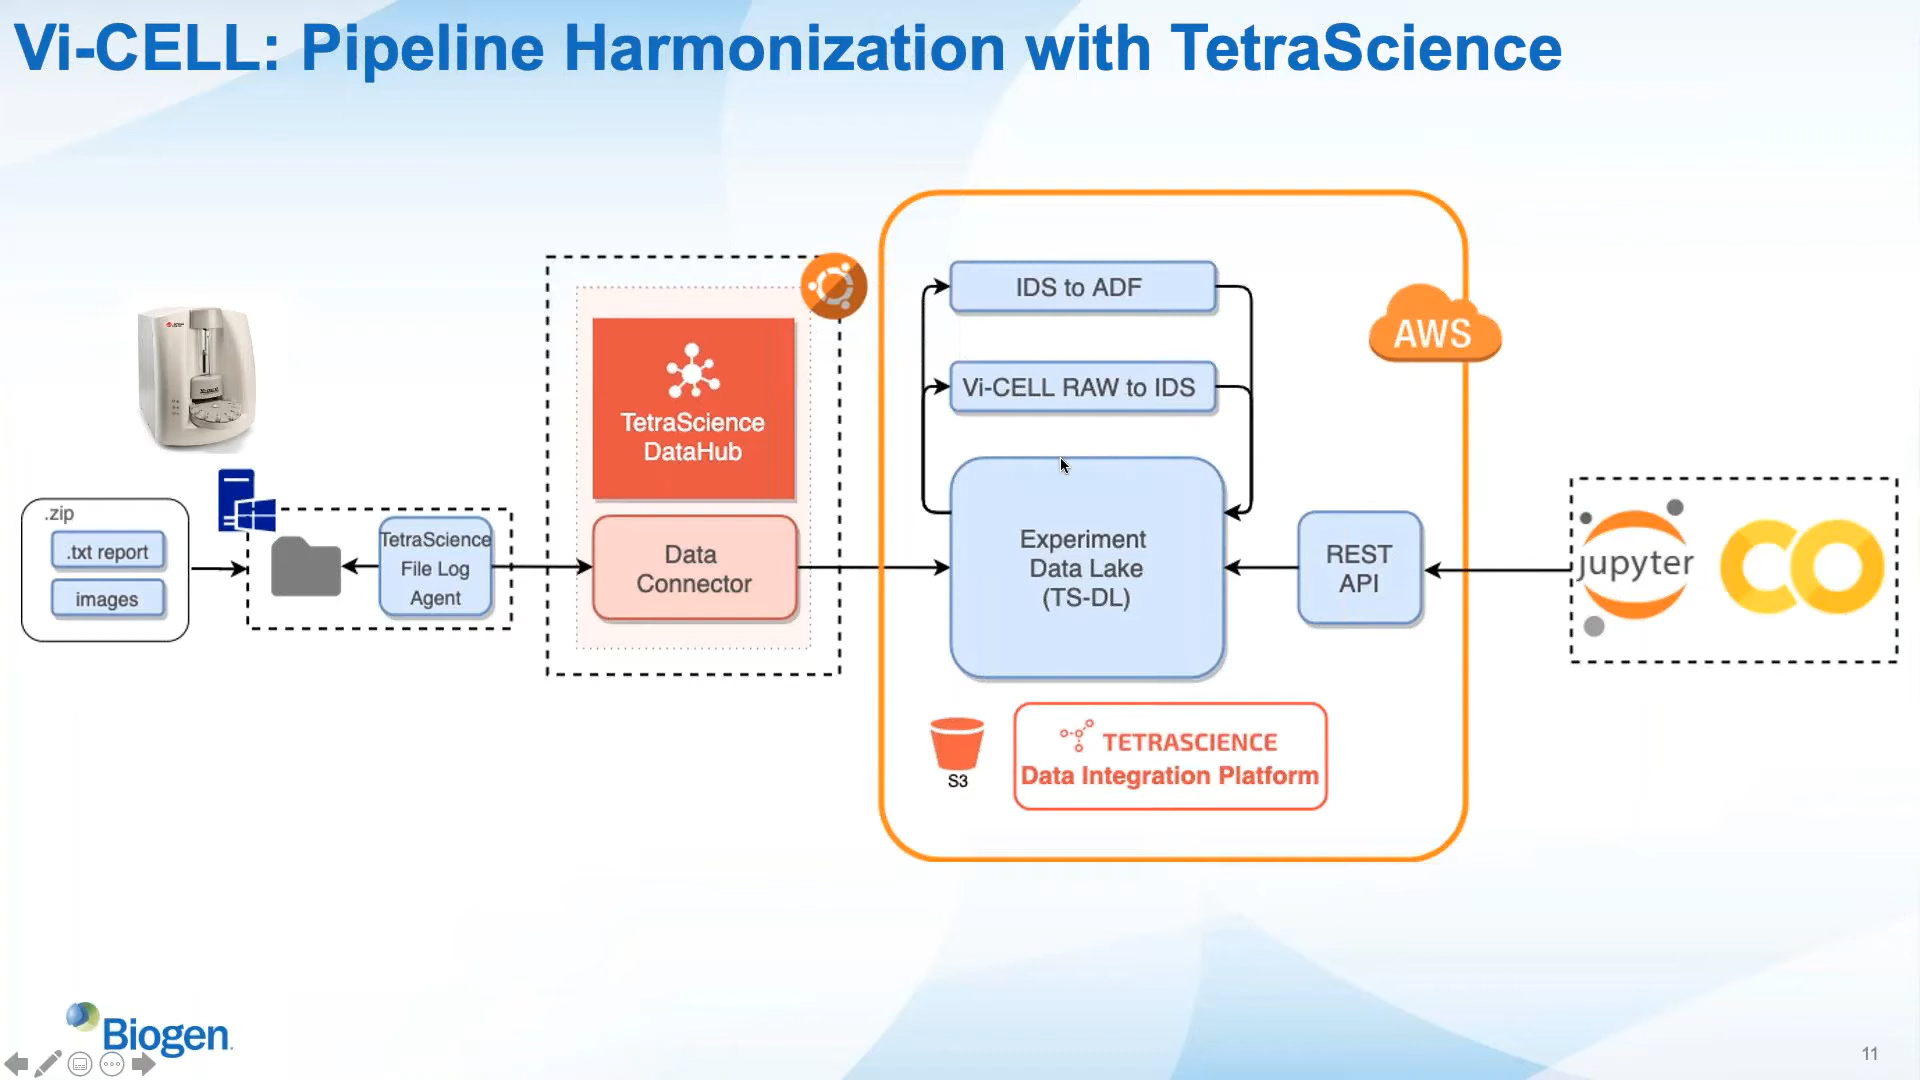 Vi-CELL: Pipeline Harmonization with TetraScience
.zip
.txt report
images
TetraScience
File Log
Agent
TetraScience
DataHub
Data
Connector
IDS to ADF
Vi-CELL RAW to IDS
Experiment
Data Lake
(TS-DL)
REST
API
AWS
jupyter
CO
S3
TETRASCIENCE
Data Integration Platform
Biogen.
11